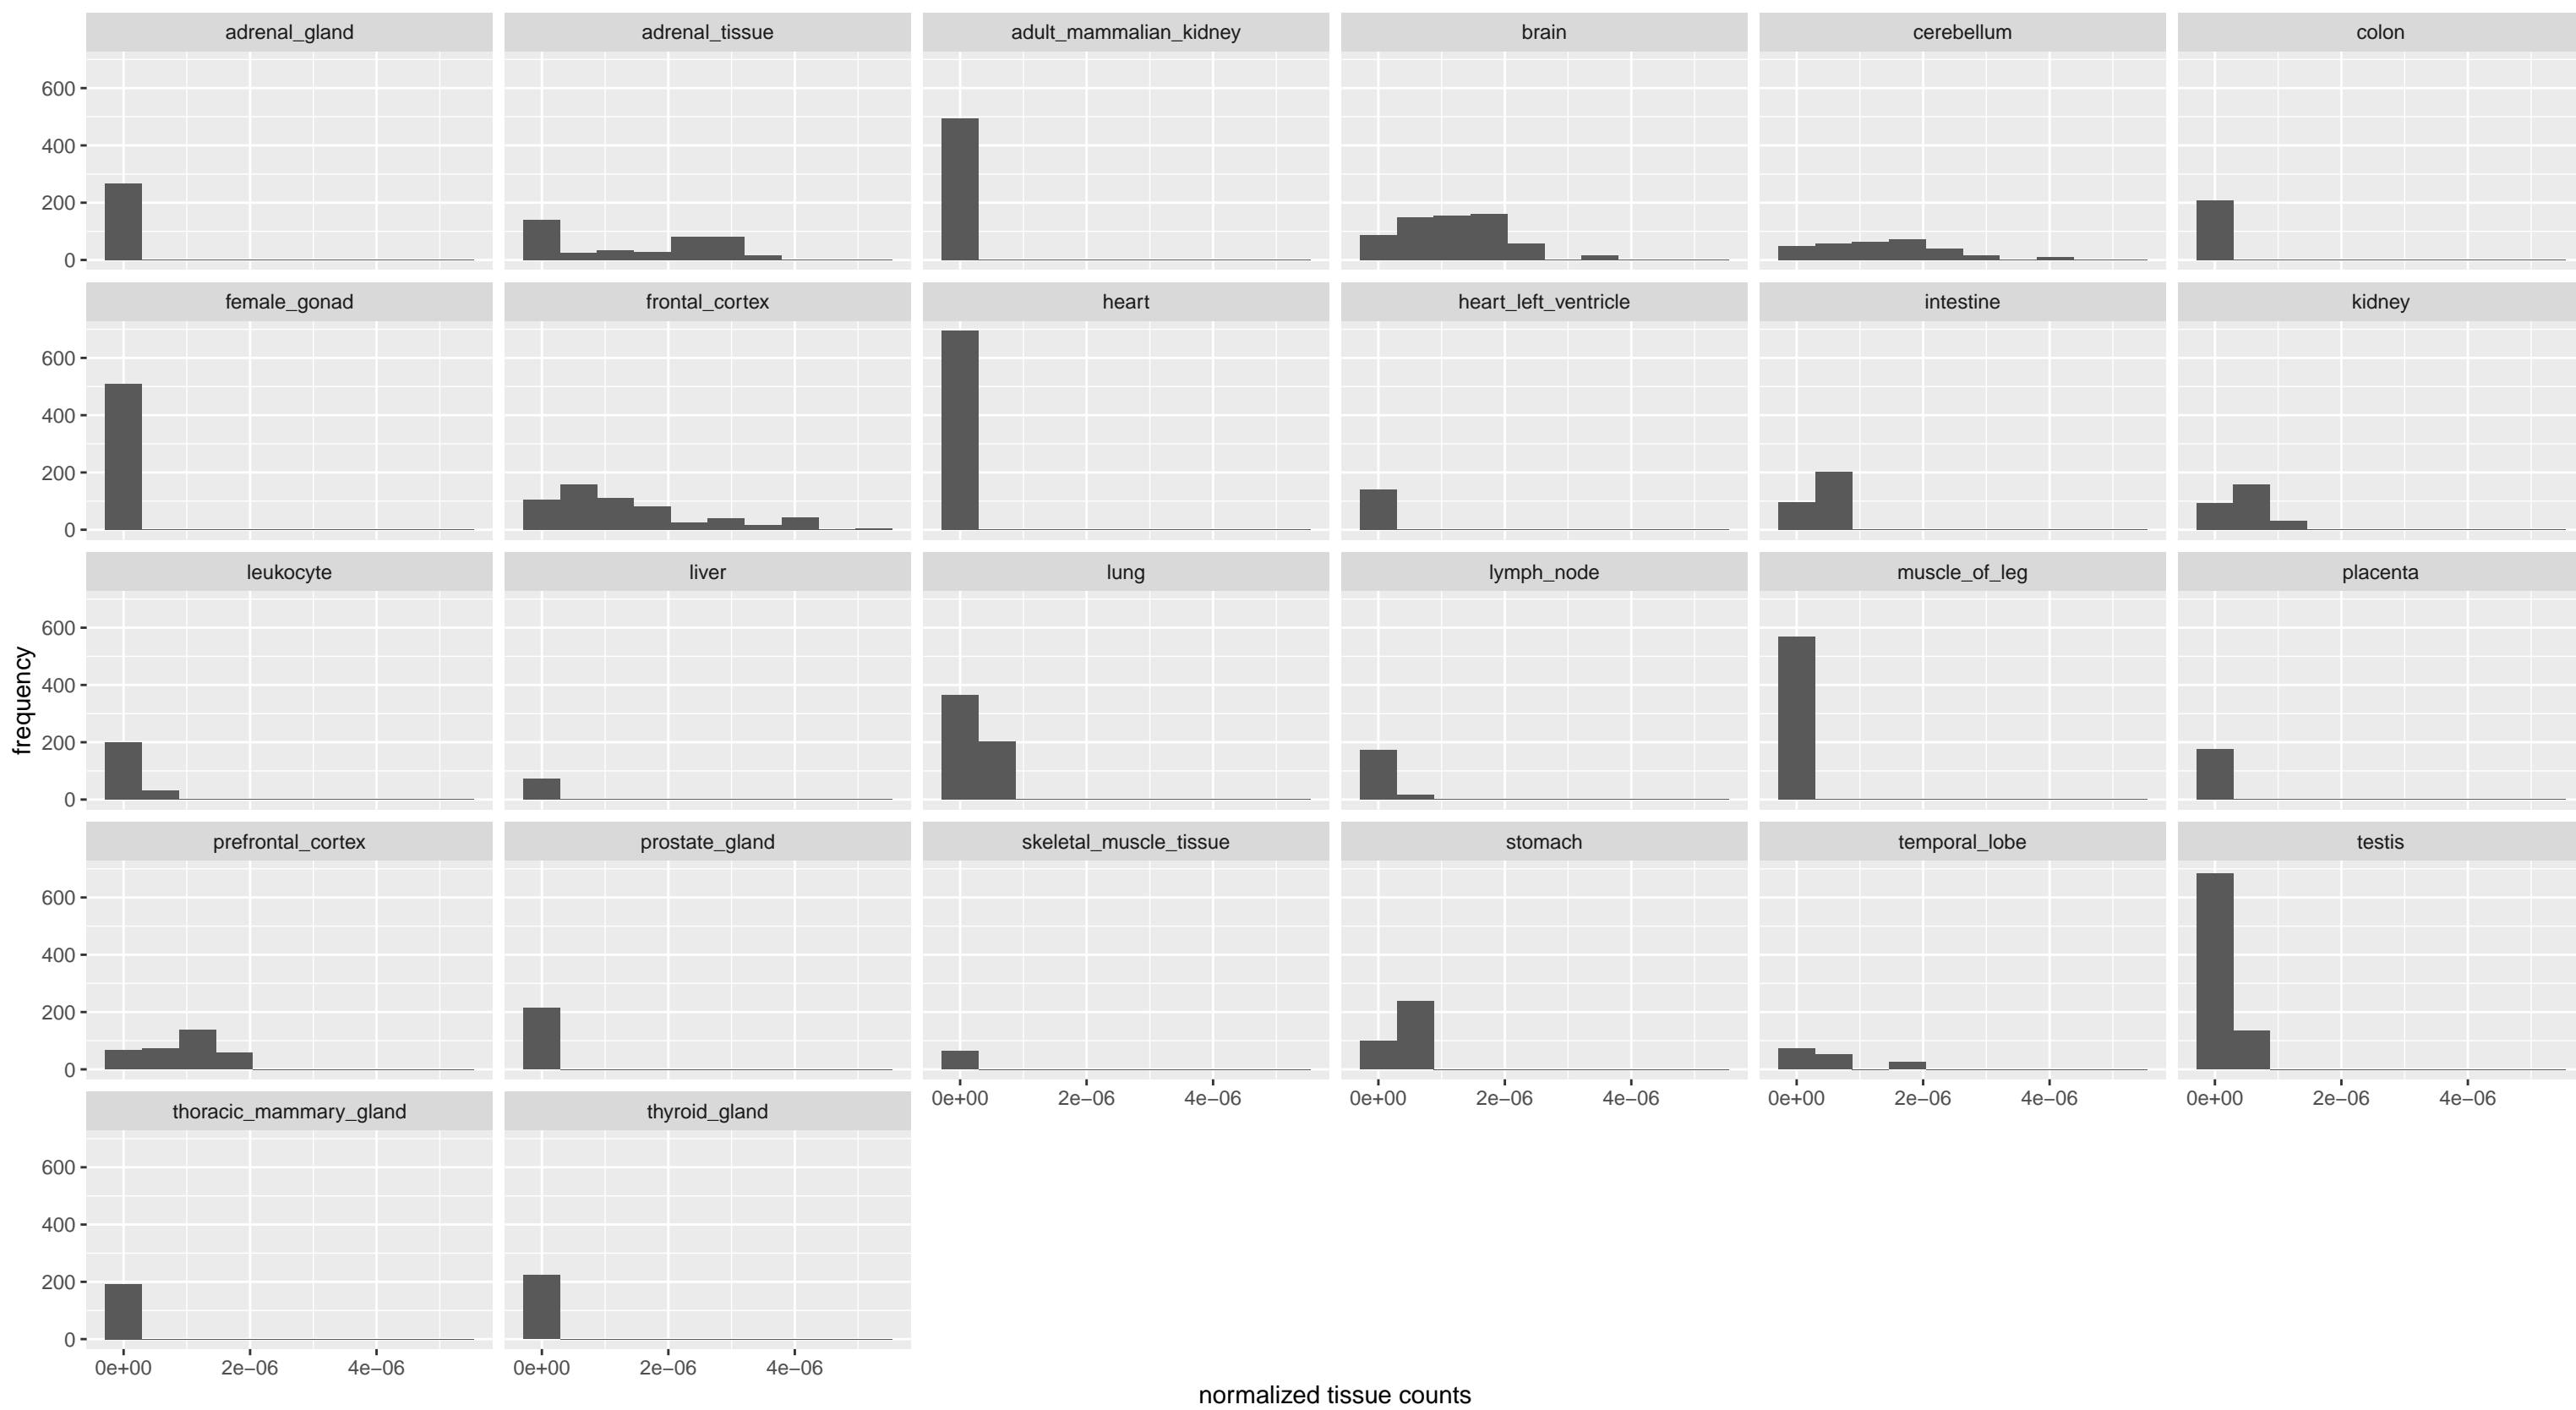 adrenal_gland adrenal_tissue adult_mammalian_kidney brain cerebellum colon
600
400
200
0
female_gonad frontal_cortex heart heart_left_ventricle intestine kidney
600
400
200
0
leukocyte liver lung lymph_node muscle_of_leg placenta
600
400
200
0
frequency
prefrontal_cortex prostate_gland skeletal_muscle_tissue stomach temporal_lobe testis
600
400
200
0
0e+00 2e−06 4e−06 0e+00 2e−06 4e−06 0e+00 2e−06 4e−06 0e+00 2e−06 4e−06
thoracic_mammary_gland thyroid_gland
600
400
200
0
0e+00 2e−06 4e−06 0e+00 2e−06 4e−06
normalized tissue counts